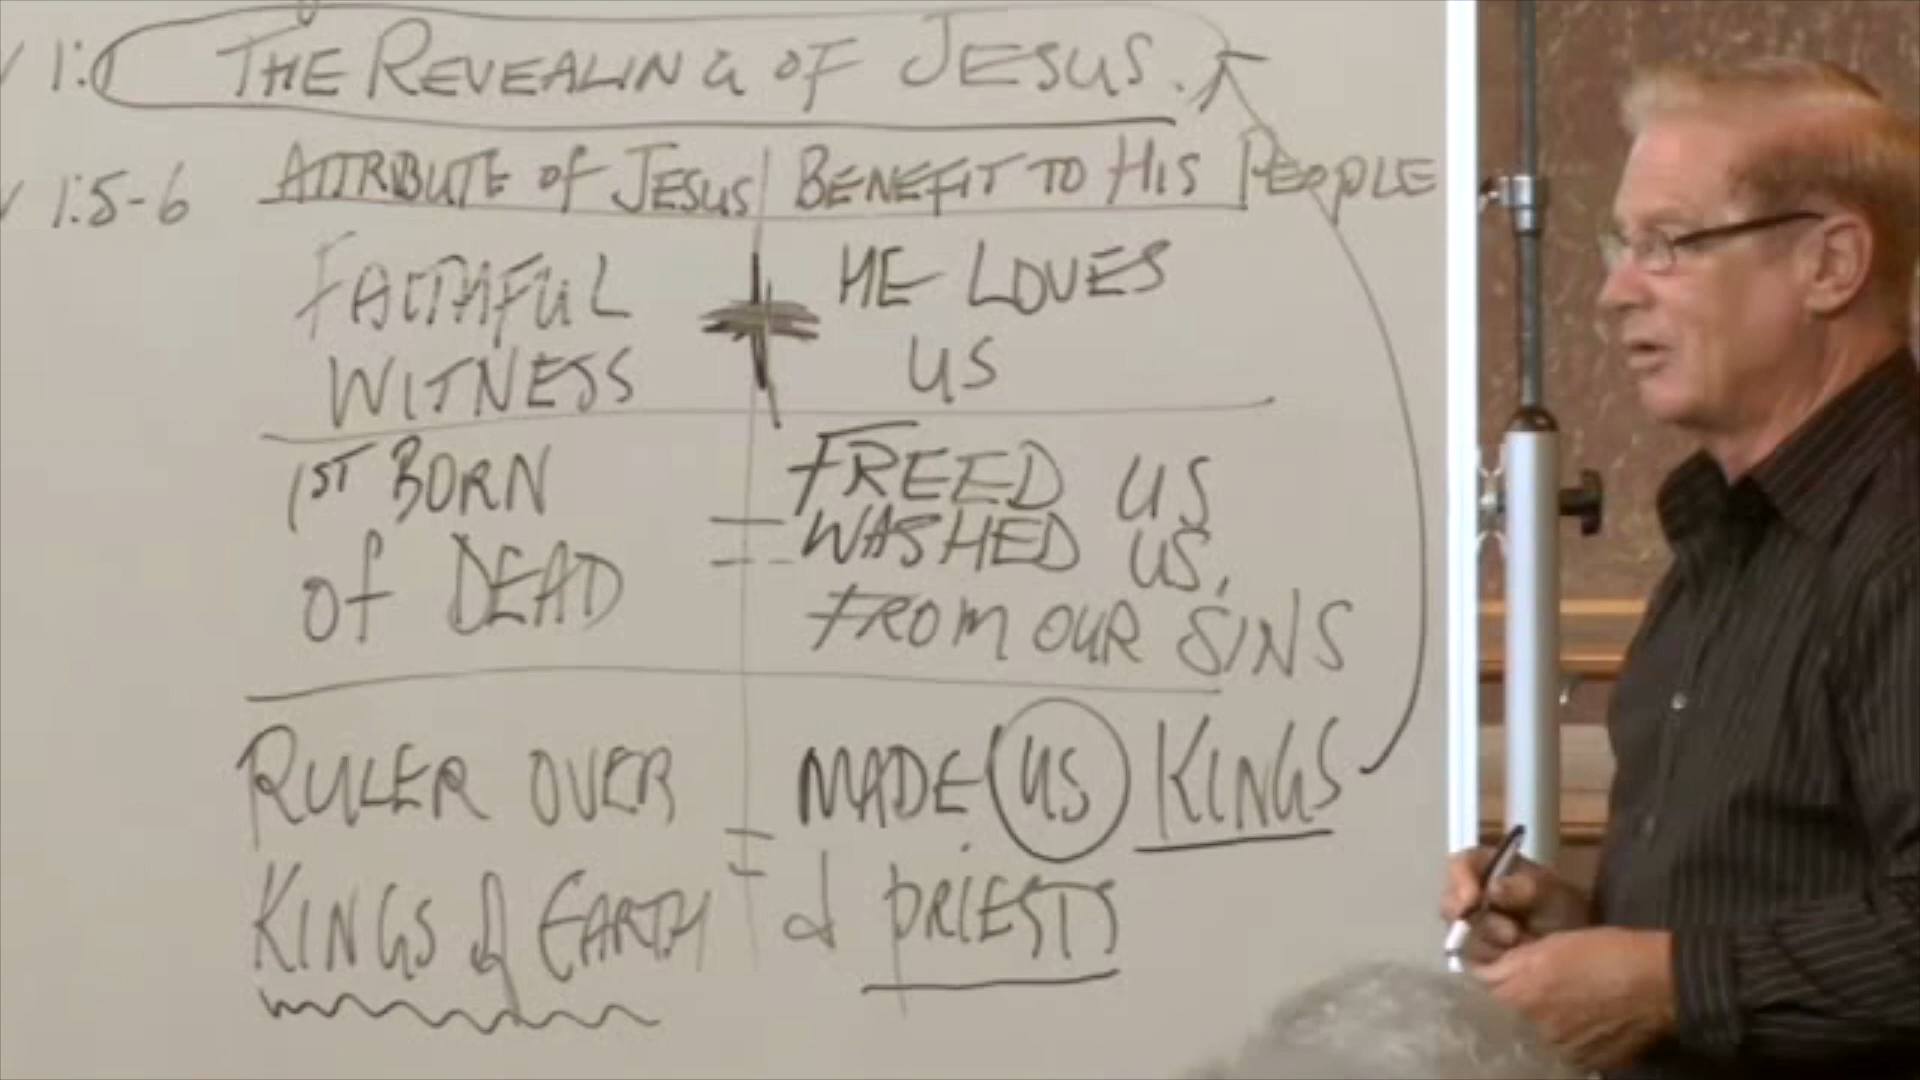 1:1 THE REVEALING OF JESUS.
1:5-6 ATTRIBUTE of JESUS BENEFIT TO HIS PEOPLE
FAITHFUL
WITNESS
HE LOVES
US
1ST BORN
of DEAD
=
FREED US
WASHED US,
FROM OUR SINS
RULER OVER
KINGS of EARTH
=
MADE US KINGS
& PRIESTS